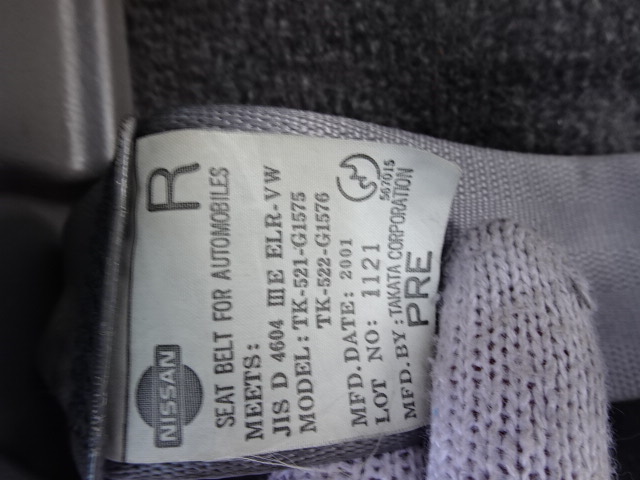 NISSAN
R
SEAT BELT FOR AUTOMOBILES
MEETS:
JIS D 4604 ⅢE ELR-VW
MODEL:TK-521-G1575
TK-522-G1576
MFD.DATE: 2001
LOT NO: 1121
567015
MFD.BY:TAKATA CORPORATION
PRE